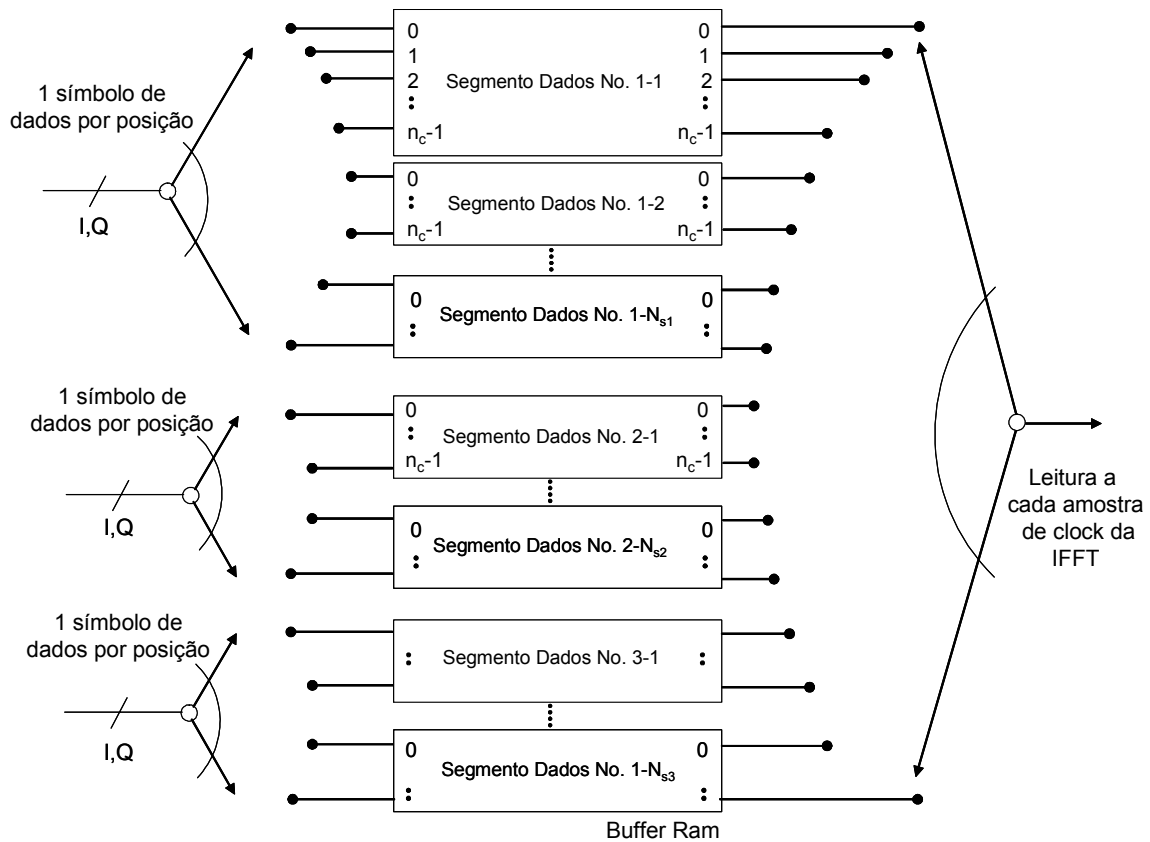 1 símbolo de
dados por posição
I,Q
0 0
1 1
2 Segmento Dados No. 1-1 2
n_c-1 n_c-1
0 0
Segmento Dados No. 1-2
n_c-1 n_c-1
Segmento Dados No. 1-N_s1
0 0
1 símbolo de
dados por posição
I,Q
0 0
Segmento Dados No. 2-1
n_c-1 n_c-1
0 0
Segmento Dados No. 2-N_s2
1 símbolo de
dados por posição
I,Q
Segmento Dados No. 3-1
0 0
Segmento Dados No. 1-N_s3
Buffer Ram
Leitura a
cada amostra
de clock da
IFFT